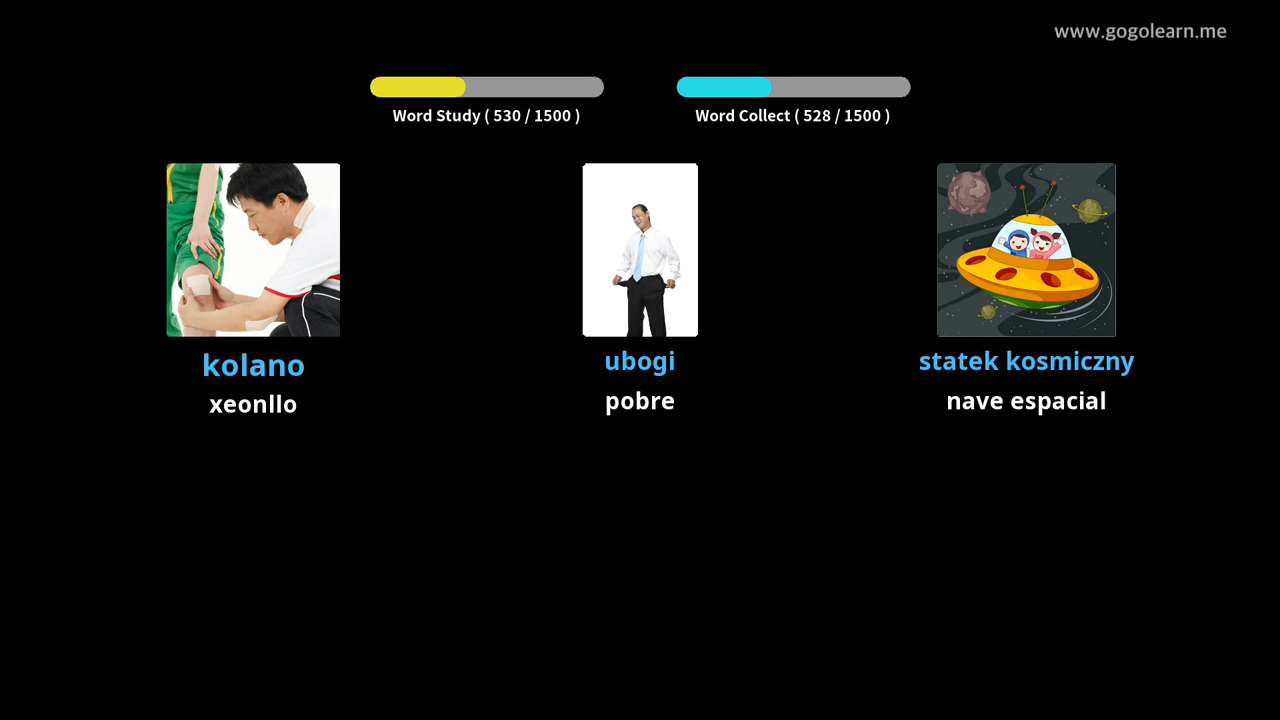 www.gogolearn.me
Word Study ( 530 / 1500 )
Word Collect ( 528 / 1500 )
kolano
xeonllo
ubogi
pobre
statek kosmiczny
nave espacial